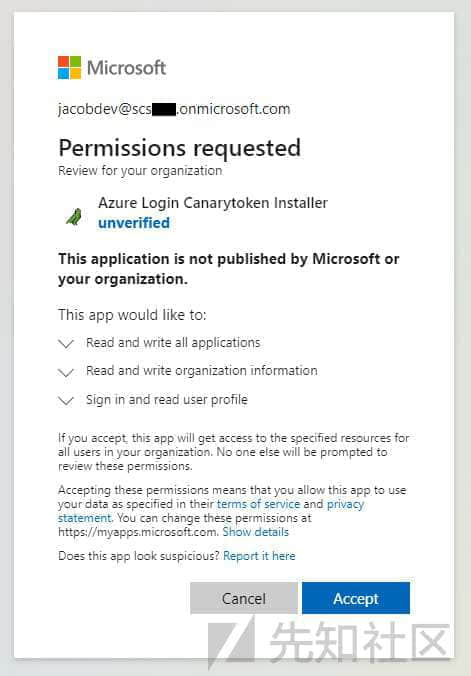 Microsoft
jacobdev@scs .onmicrosoft.com
Permissions requested
Review for your organization
Azure Login Canarytoken Installer
unverified
This application is not published by Microsoft or
your organization.
This app would like to:
Read and write all applications
Read and write organization information
Sign in and read user profile
If you accept, this app will get access to the specified resources for
all users in your organization. No one else will be prompted to
review these permissions.
Accepting these permissions means that you allow this app to use
your data as specified in their terms of service and privacy
statement. You can change these permissions at
https://myapps.microsoft.com. Show details
Does this app look suspicious? Report it here
Cancel Accept
先知社区